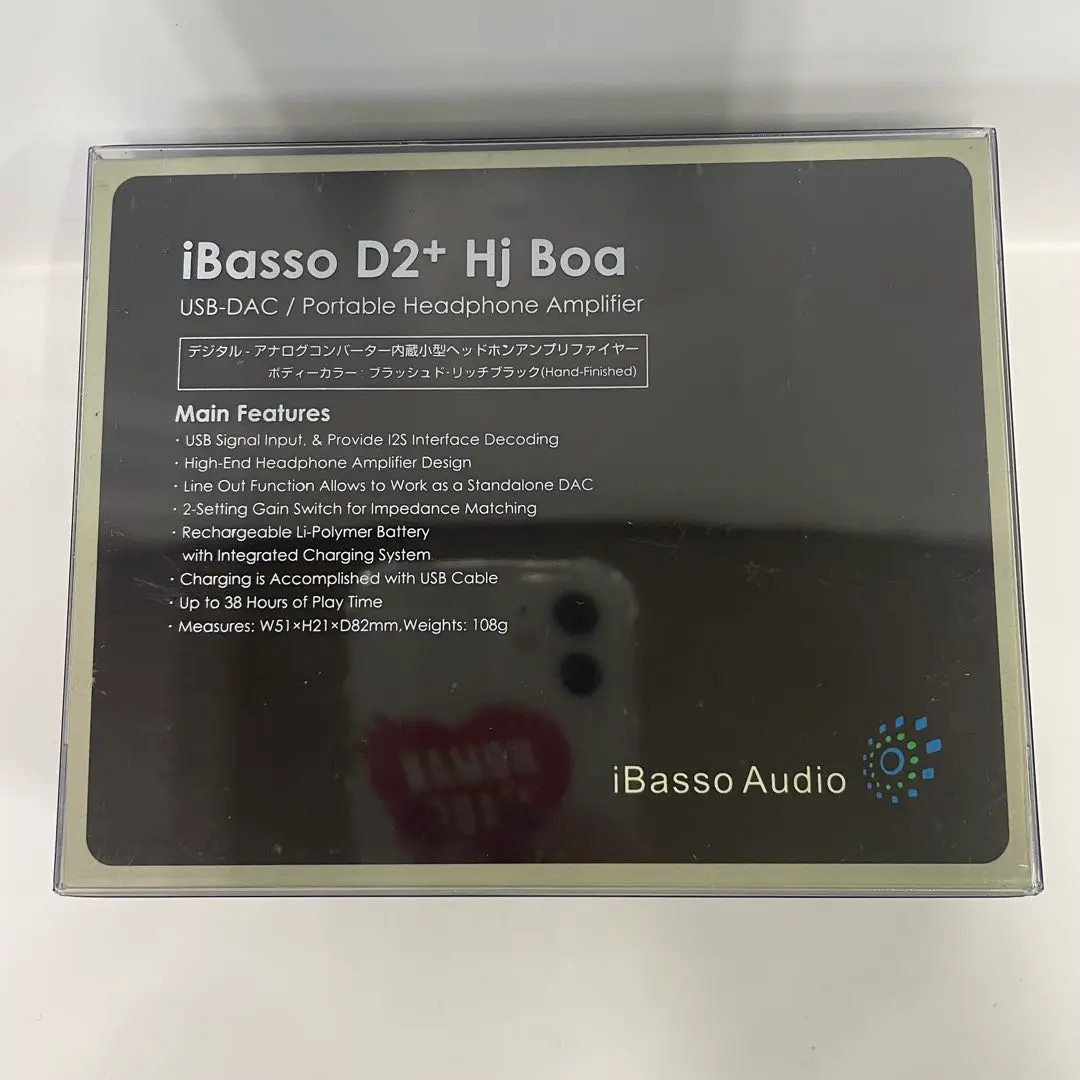 iBasso D2+ Hj Boa
USB-DAC / Portable Headphone Amplifier
デジタル - アナログコンバーター内蔵小型ヘッドホンアンプリファイヤー
ボディーカラー : ブラッシュド·リッチブラック(Hand-Finished)
Main Features
· USB Signal Input, & Provide I2S Interface Decoding
· High-End Headphone Amplifier Design
· Line Out Function Allows to Work as a Standalone DAC
· 2-Setting Gain Switch for Impedance Matching
· Rechargeable Li-Polymer Battery
with Integrated Charging System
· Charging is Accomplished with USB Cable
· Up to 38 Hours of Play Time
· Measures: W51×H21×D82mm,Weights: 108g
iBasso Audio